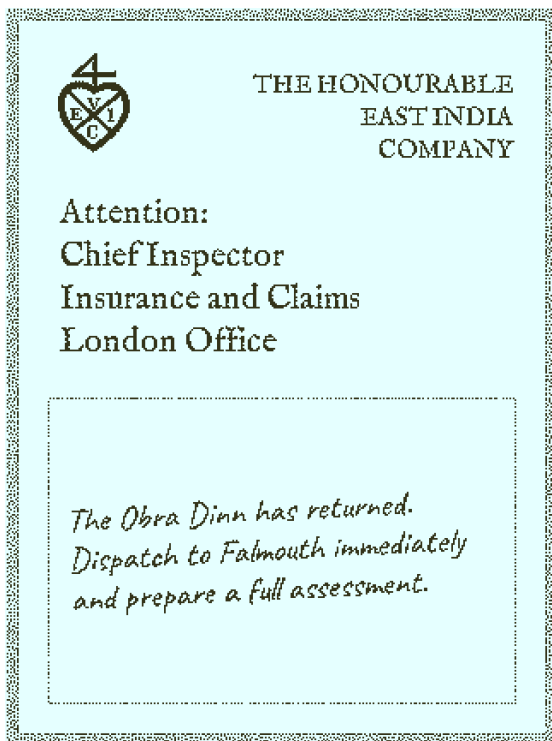 4
V
E I
C
THE HONOURABLE
EAST INDIA
COMPANY
Attention:
Chief Inspector
Insurance and Claims
London Office
The Obra Dinn has returned.
Dispatch to Falmouth immediately
and prepare a full assessment.